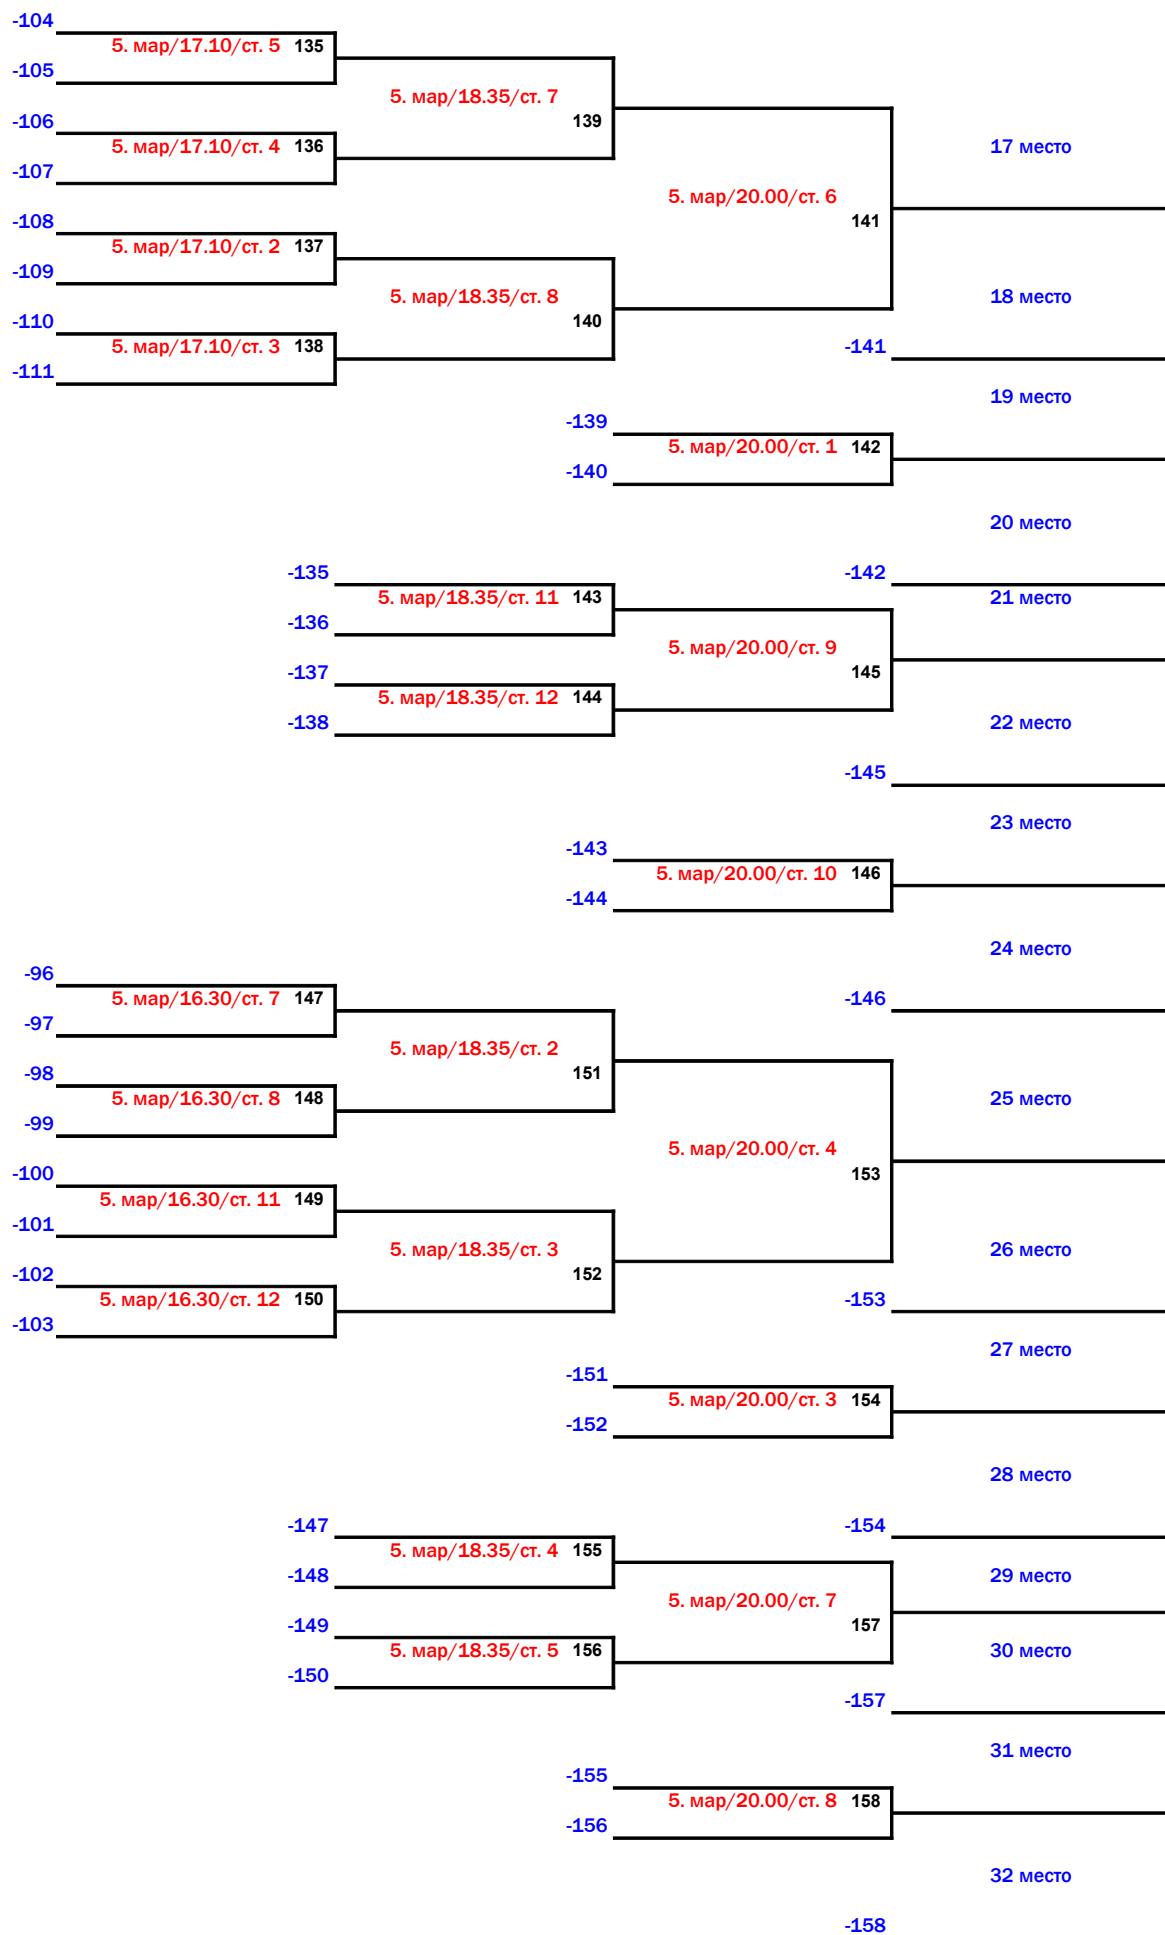 -104
5. мар/17.10/ст. 5 135
-105
5. мар/18.35/ст. 7
139
-106
5. мар/17.10/ст. 4 136
17 место
-107
5. мар/20.00/ст. 6
141
-108
5. мар/17.10/ст. 2 137
-109
5. мар/18.35/ст. 8
18 место
140
-110
5. мар/17.10/ст. 3 138
-141
-111
19 место
-139
5. мар/20.00/ст. 1 142
-140
20 место
-135
-142
5. мар/18.35/ст. 11 143
21 место
-136
5. мар/20.00/ст. 9
145
-137
5. мар/18.35/ст. 12 144
-138
22 место
-145
23 место
-143
5. мар/20.00/ст. 10 146
-144
24 место
-96
5. мар/16.30/ст. 7 147
-146
-97
5. мар/18.35/ст. 2
151
-98
5. мар/16.30/ст. 8 148
25 место
-99
5. мар/20.00/ст. 4
153
-100
5. мар/16.30/ст. 11 149
-101
5. мар/18.35/ст. 3
26 место
152
-102
5. мар/16.30/ст. 12 150
-153
-103
27 место
-151
5. мар/20.00/ст. 3 154
-152
28 место
-147
-154
5. мар/18.35/ст. 4 155
-148
29 место
5. мар/20.00/ст. 7
157
-149
5. мар/18.35/ст. 5 156
30 место
-150
-157
31 место
-155
5. мар/20.00/ст. 8 158
-156
32 место
-158